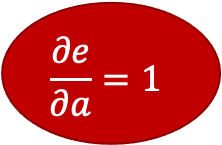 ∂e/∂a = 1